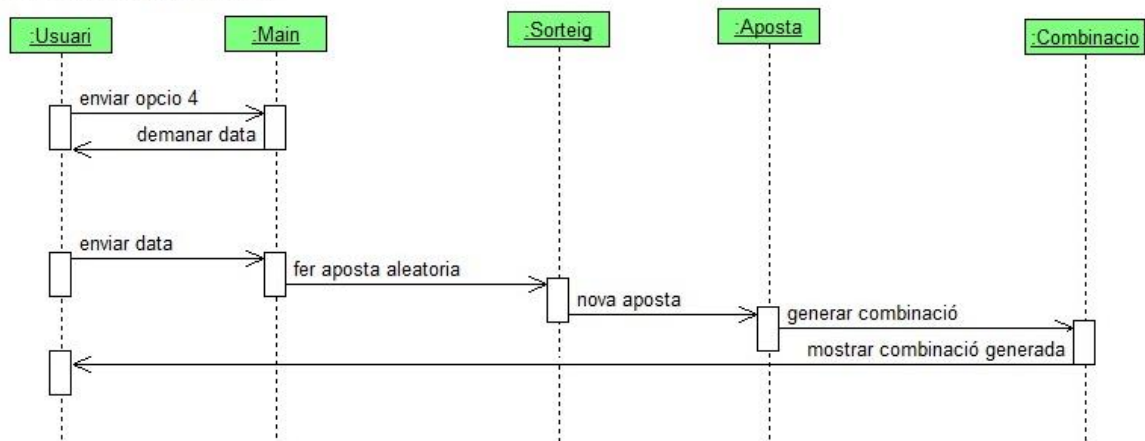 :Usuari
:Main
:Sorteig
:Aposta
:Combinacio
enviar opcio 4
demanar data
enviar data
fer aposta aleatoria
nova aposta
generar combinació
mostrar combinació generada